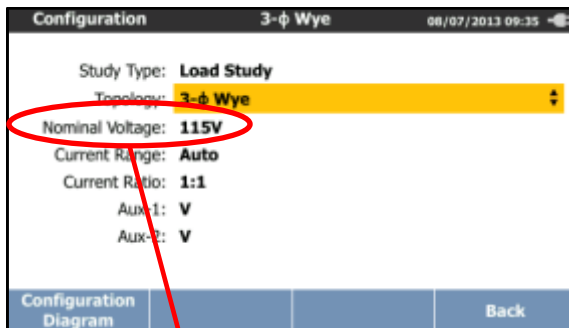 Configuration 3-ϕ Wye 08/07/2013 09:35
Study Type: Load Study
Topology: 3-ϕ Wye
Nominal Voltage: 115V
Current Range: Auto
Current Ratio: 1:1
Aux-1: V
Aux-2: V
Configuration Diagram Back